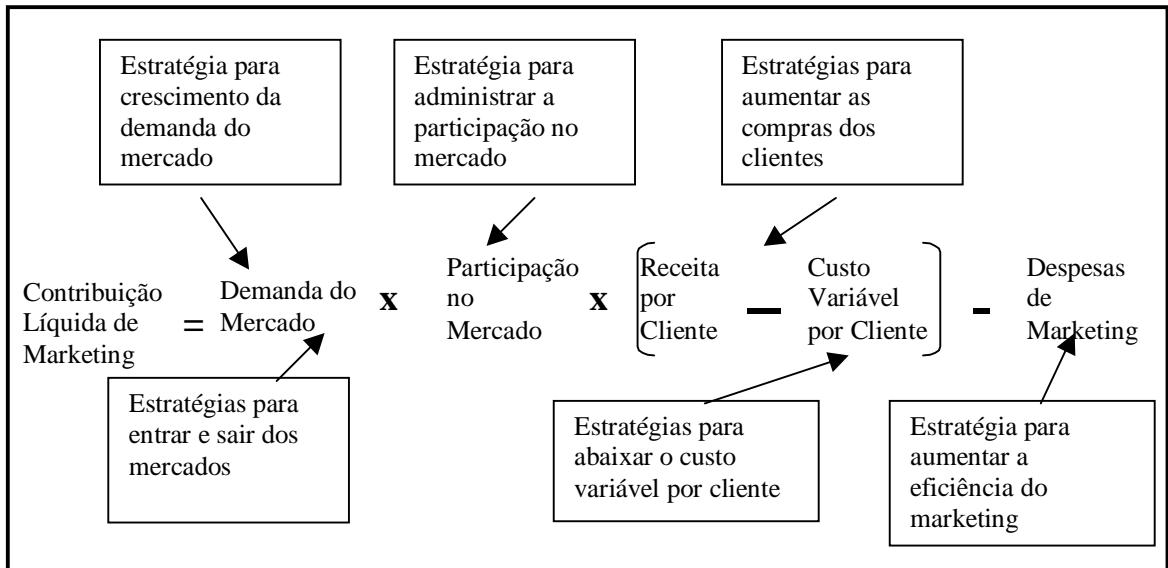 Estratégia para
crescimento da
demanda do
mercado
Estratégia para
administrar a
participação no
mercado
Estratégias para
aumentar as
compras dos
clientes
Contribuição
Líquida de
Marketing
=
Demanda do
Mercado
x
Participação
no
Mercado
x
Receita
por
Cliente
—
Custo
Variável
por Cliente
-
Despesas
de
Marketing
Estratégias para
entrar e sair dos
mercados
Estratégias para
abaixar o custo
variável por cliente
Estratégia para
aumentar a
eficiência do
marketing